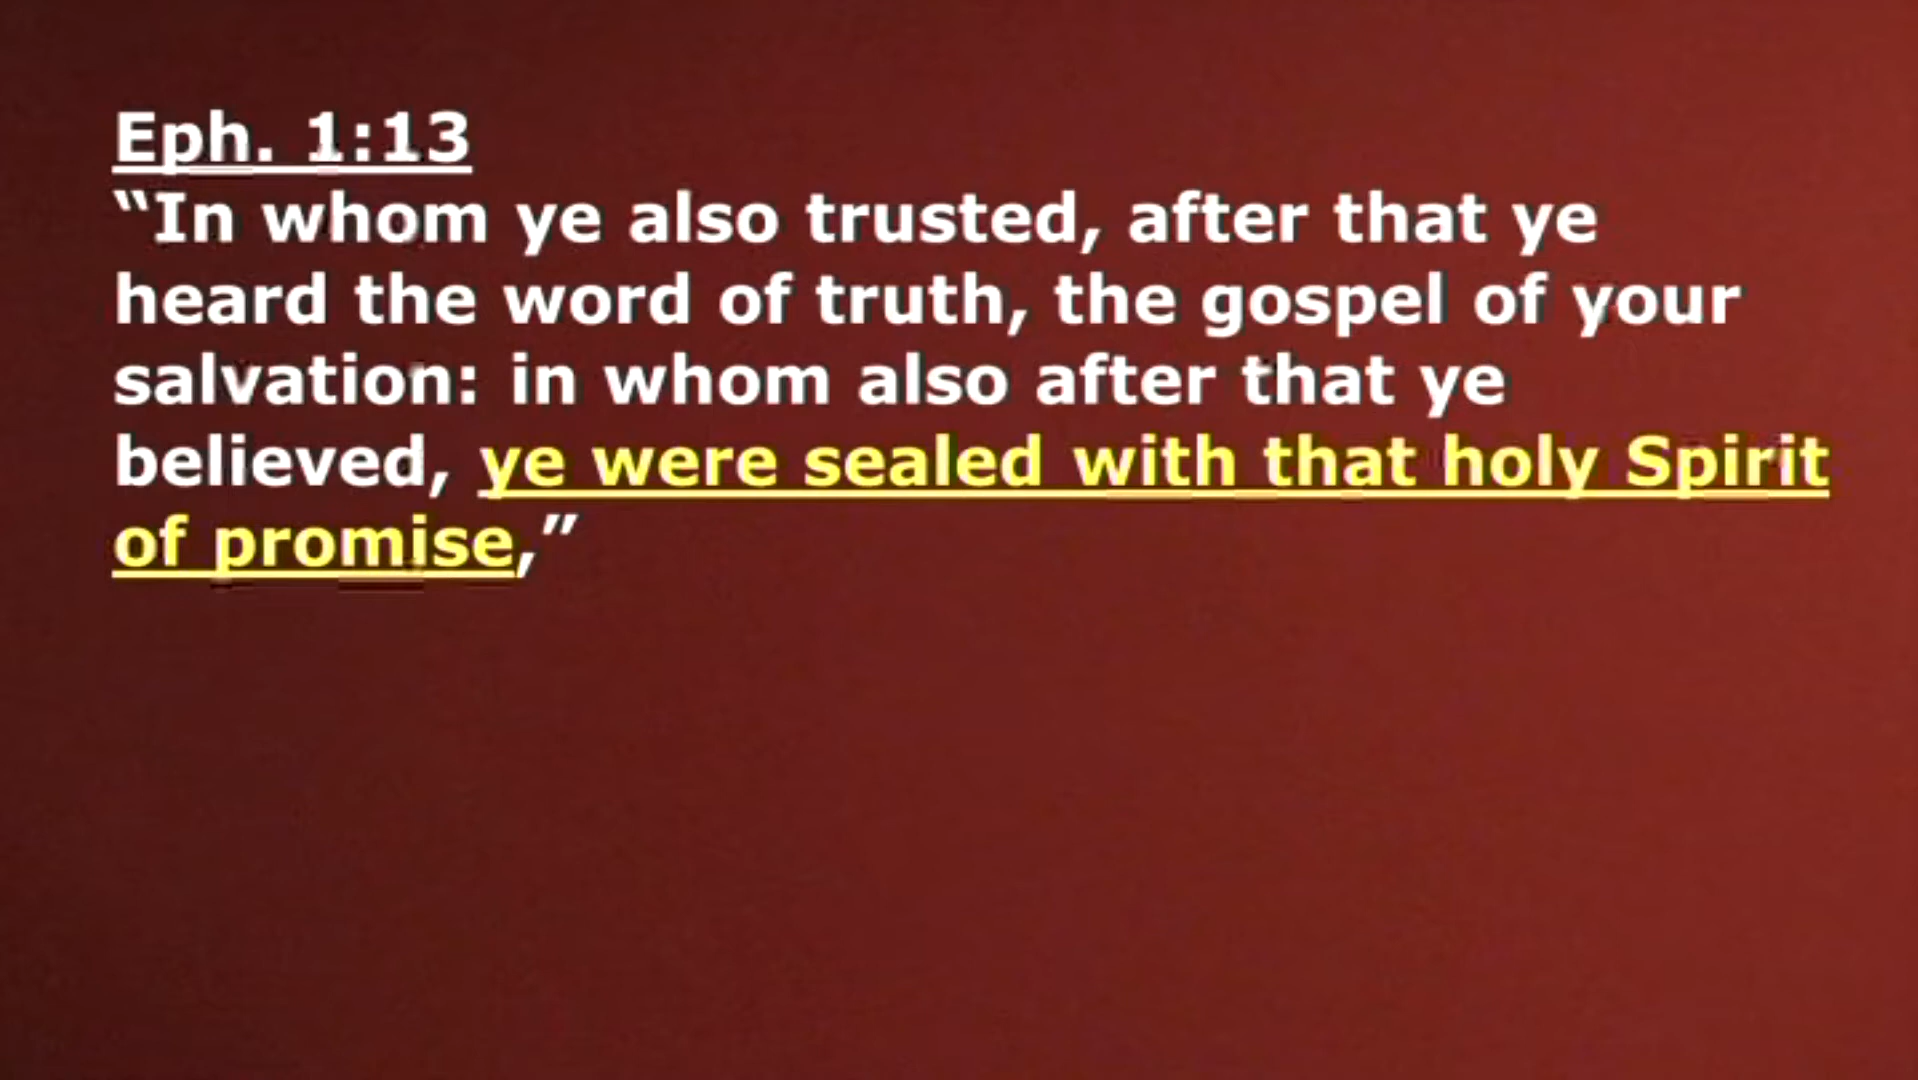 Eph. 1:13
“In whom ye also trusted, after that ye
heard the word of truth, the gospel of your
salvation: in whom also after that ye
believed, ye were sealed with that holy Spirit
of promise,”